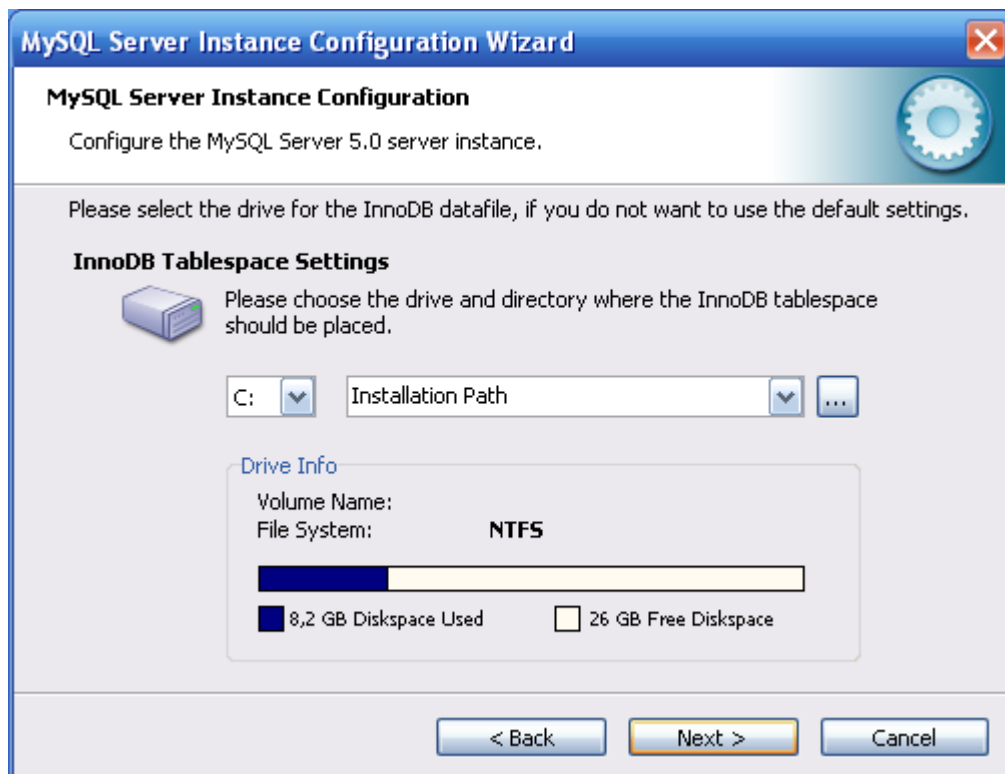 MySQL Server Instance Configuration Wizard
MySQL Server Instance Configuration
Configure the MySQL Server 5.0 server instance.
Please select the drive for the InnoDB datafile, if you do not want to use the default settings.
InnoDB Tablespace Settings
Please choose the drive and directory where the InnoDB tablespace
should be placed.
C: Installation Path ...
Drive Info
Volume Name:
File System: NTFS
8,2 GB Diskspace Used 26 GB Free Diskspace
< Back Next > Cancel